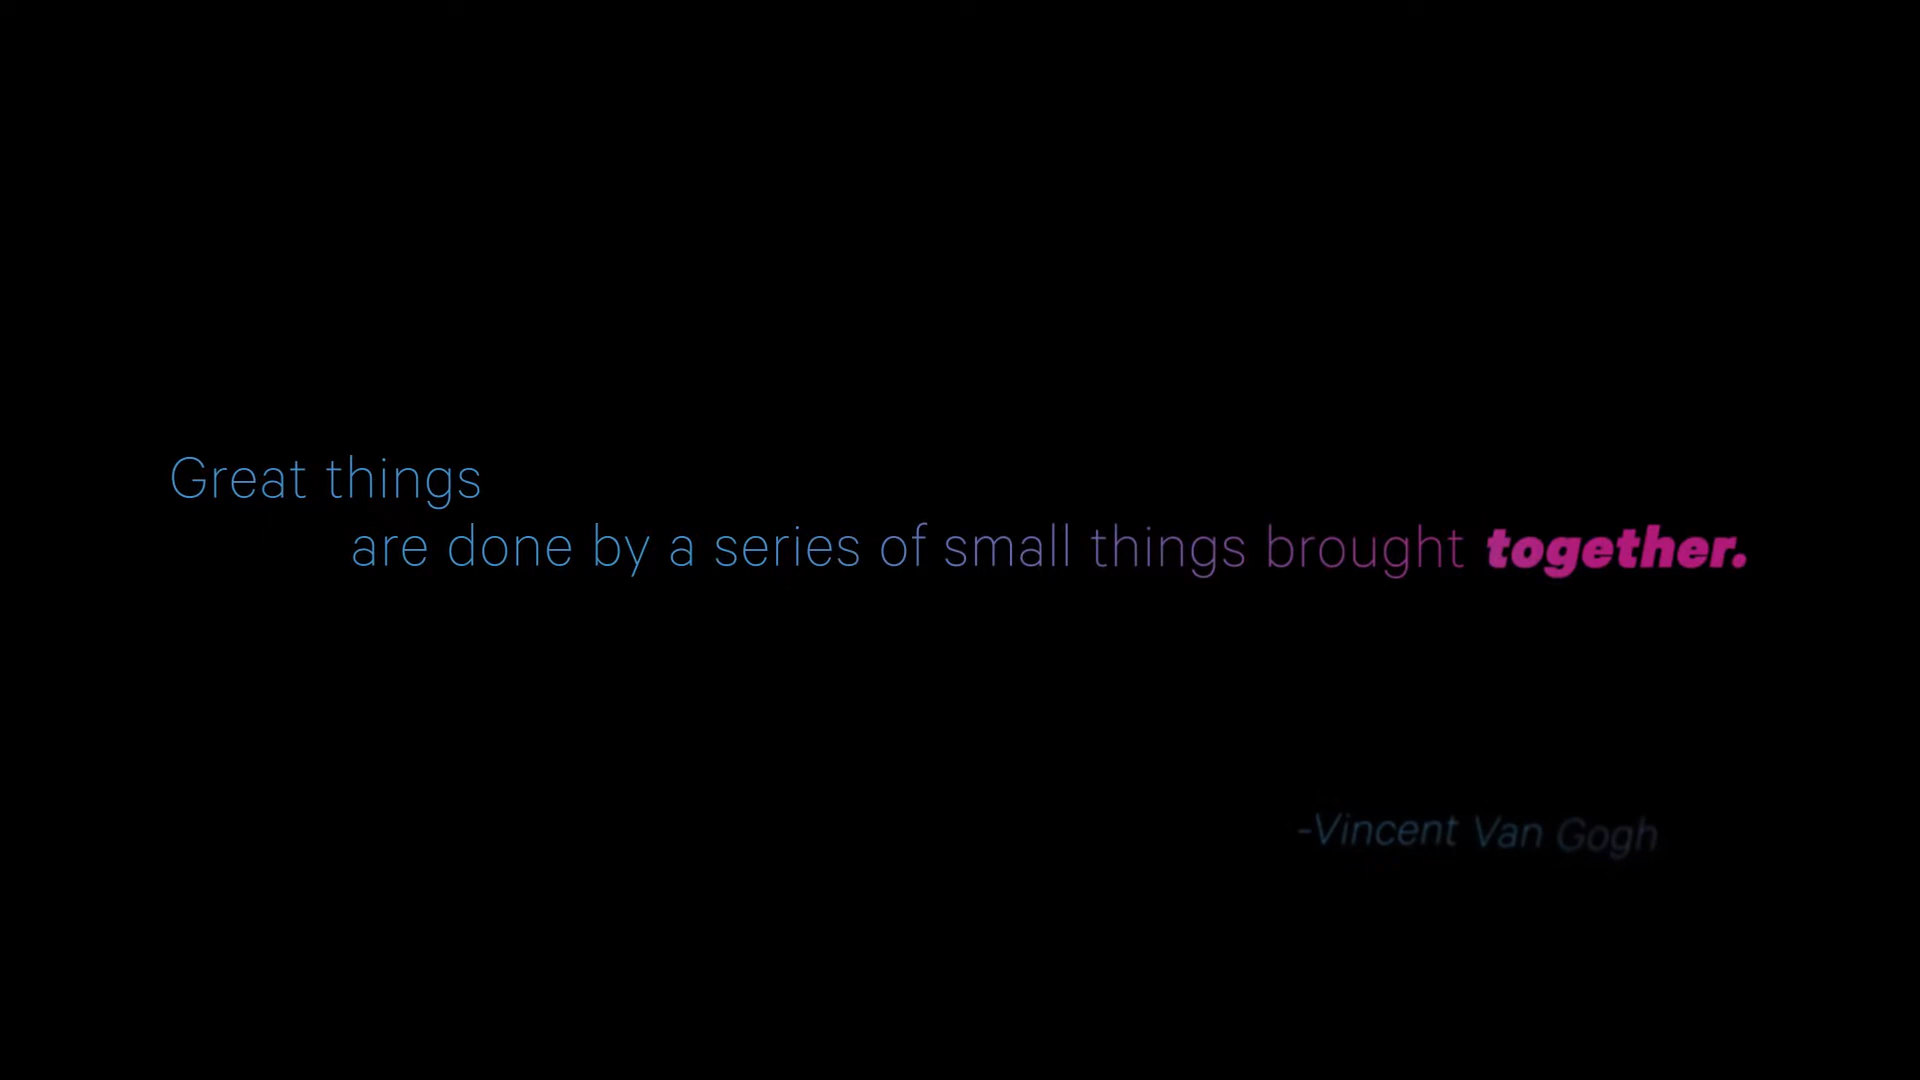 Great things
are done by a series of small things brought together.
-Vincent Van Gogh